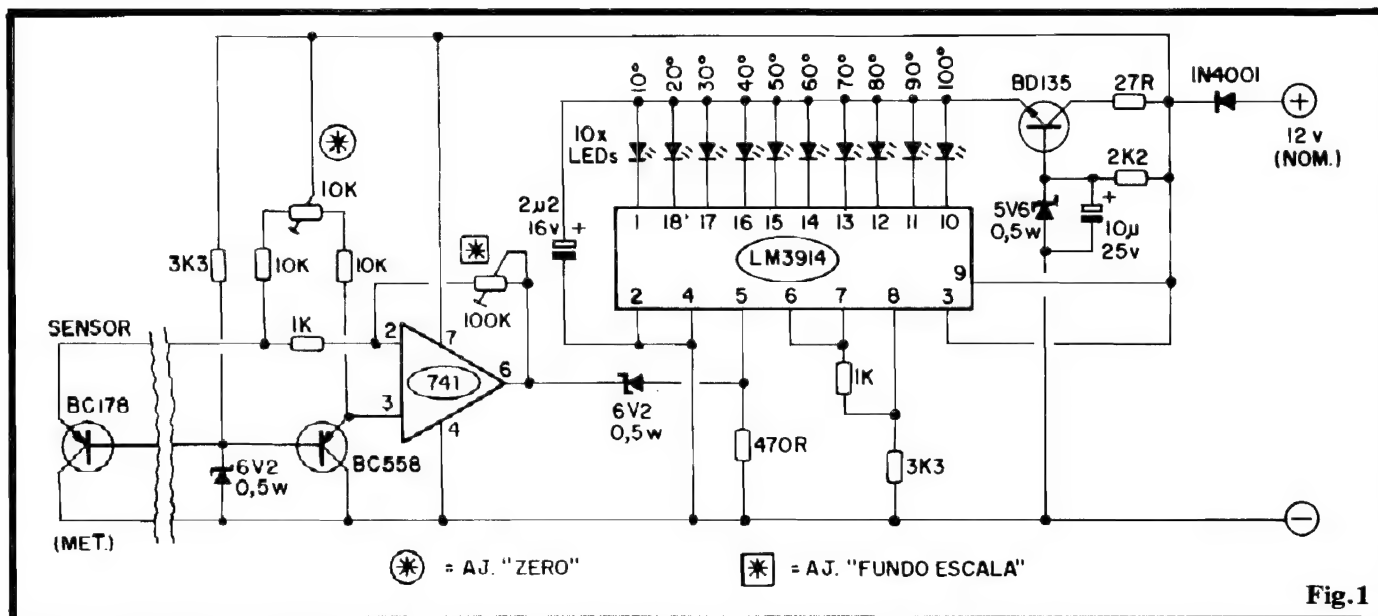 10° 20° 30° 40° 50° 60° 70° 80° 90° 100°
BD135
27R
1N4001
+
12 v
(NOM.)
10x
LEDs
10K
2K2
2µ2
16v +
1 18' 17 16 15 14 13 12 11 10
5V6
0,5w
+
10µ
25v
3K3
10K
10K
LM3914
9
100K
2 4 5 6 7 8 3
SENSOR
1K
2
7
741
6
3
4
1K
BC178
6V2
0,5w
BC558
6V2
0,5w
470R
3K3
(MET.)
−
* = AJ. "ZERO"
* = AJ. "FUNDO ESCALA"
Fig.1